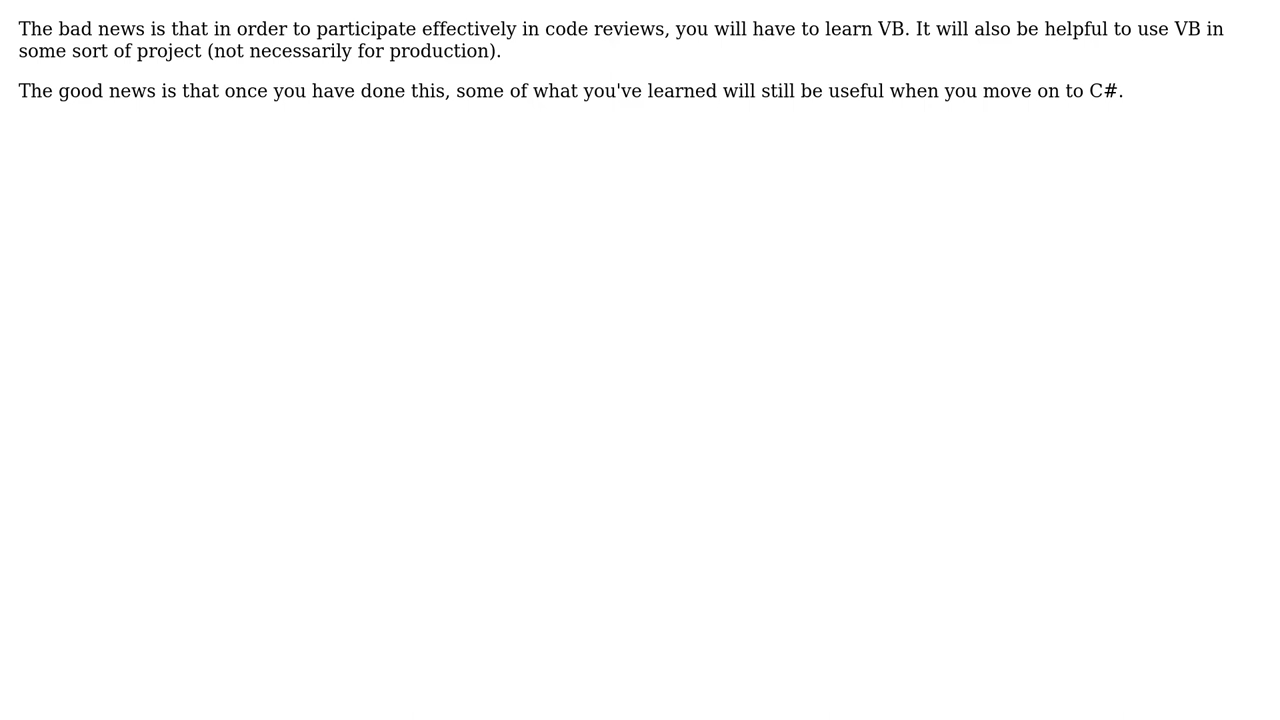 The bad news is that in order to participate effectively in code reviews, you will have to learn VB. It will also be helpful to use VB in
some sort of project (not necessarily for production).
The good news is that once you have done this, some of what you've learned will still be useful when you move on to C#.